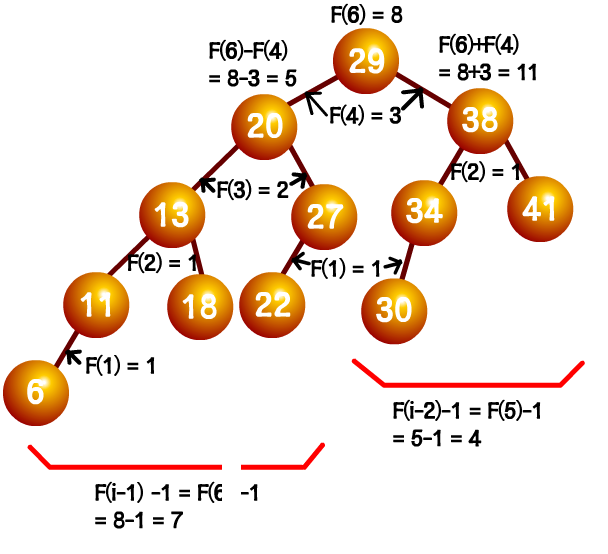 F(6) = 8
F(6)-F(4)
= 8-3 = 5
F(6)+F(4)
= 8+3 = 11
29
F(4) = 3
20
38
F(3) = 2
F(2) = 1
13
27
34
41
F(2) = 1
F(1) = 1
11
18
22
30
F(1) = 1
6
F(i-2)-1 = F(5)-1
= 5-1 = 4
F(i-1) -1 = F(6 -1
= 8-1 = 7